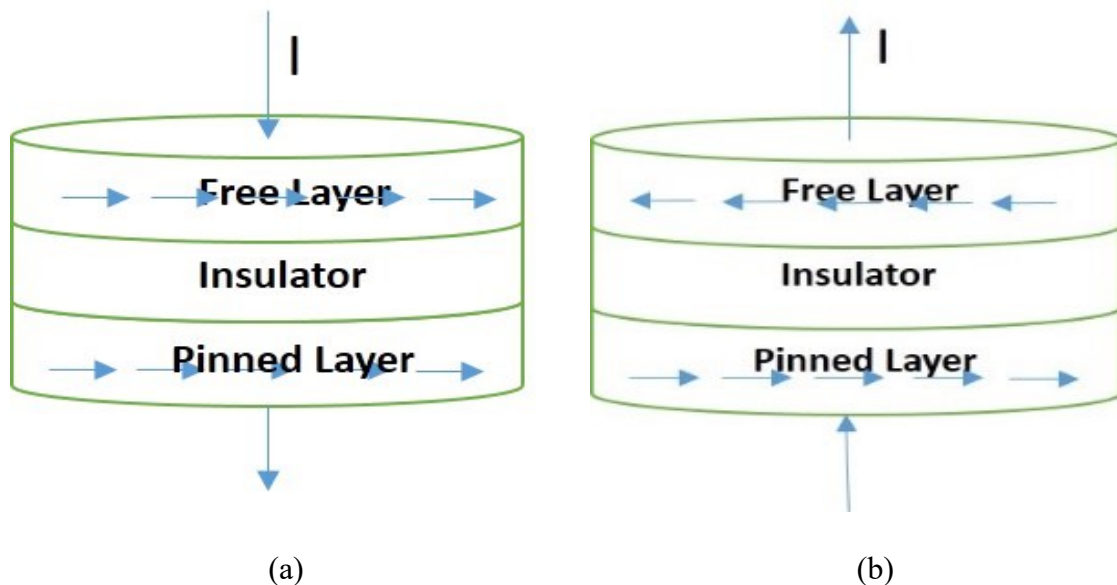 I
Free Layer
Insulator
Pinned Layer
(a)
I
Free Layer
Insulator
Pinned Layer
(b)